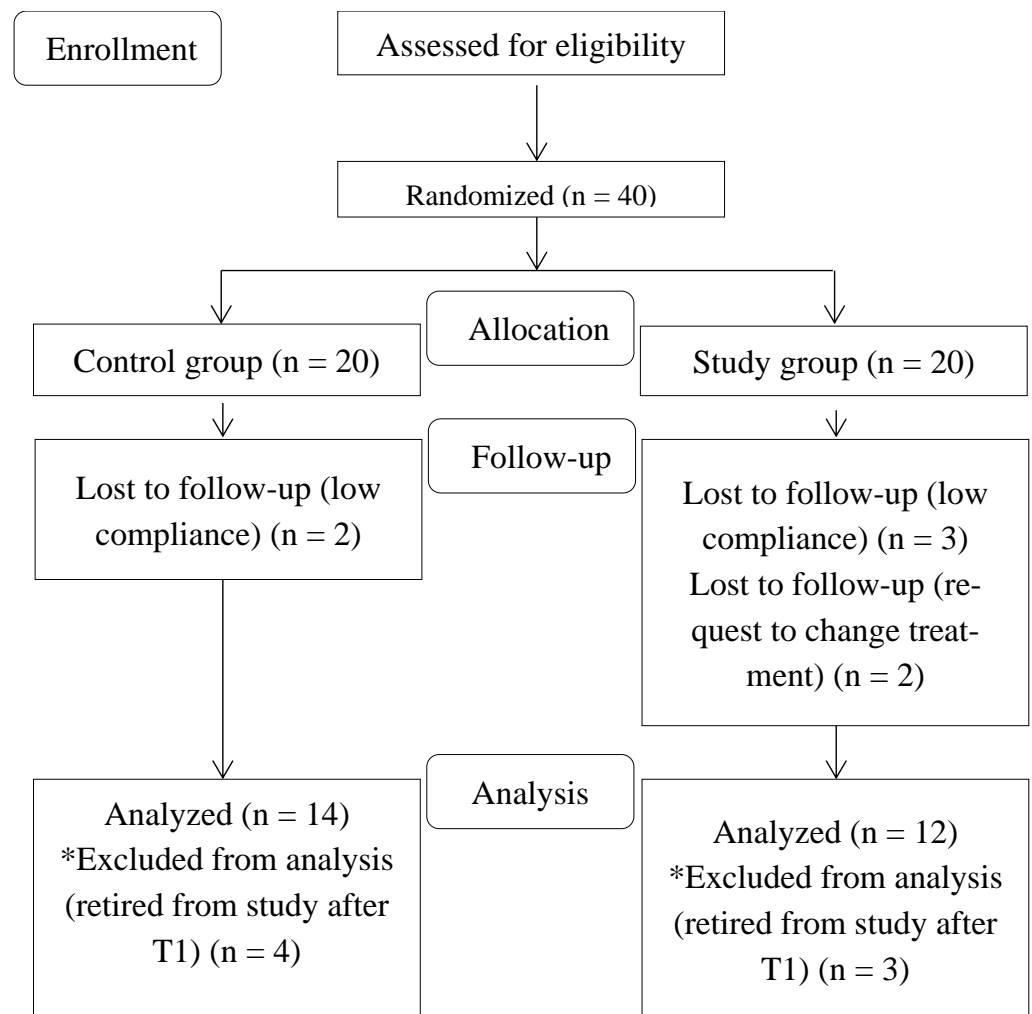 Enrollment
Assessed for eligibility
Randomized (n = 40)
Allocation
Control group (n = 20)
Study group (n = 20)
Follow-up
Lost to follow-up (low
compliance) (n = 2)
Lost to follow-up (low
compliance) (n = 3)
Lost to follow-up (re-
quest to change treat-
ment) (n = 2)
Analysis
Analyzed (n = 14)
*Excluded from analysis
(retired from study after
T1) (n = 4)
Analyzed (n = 12)
*Excluded from analysis
(retired from study after
T1) (n = 3)